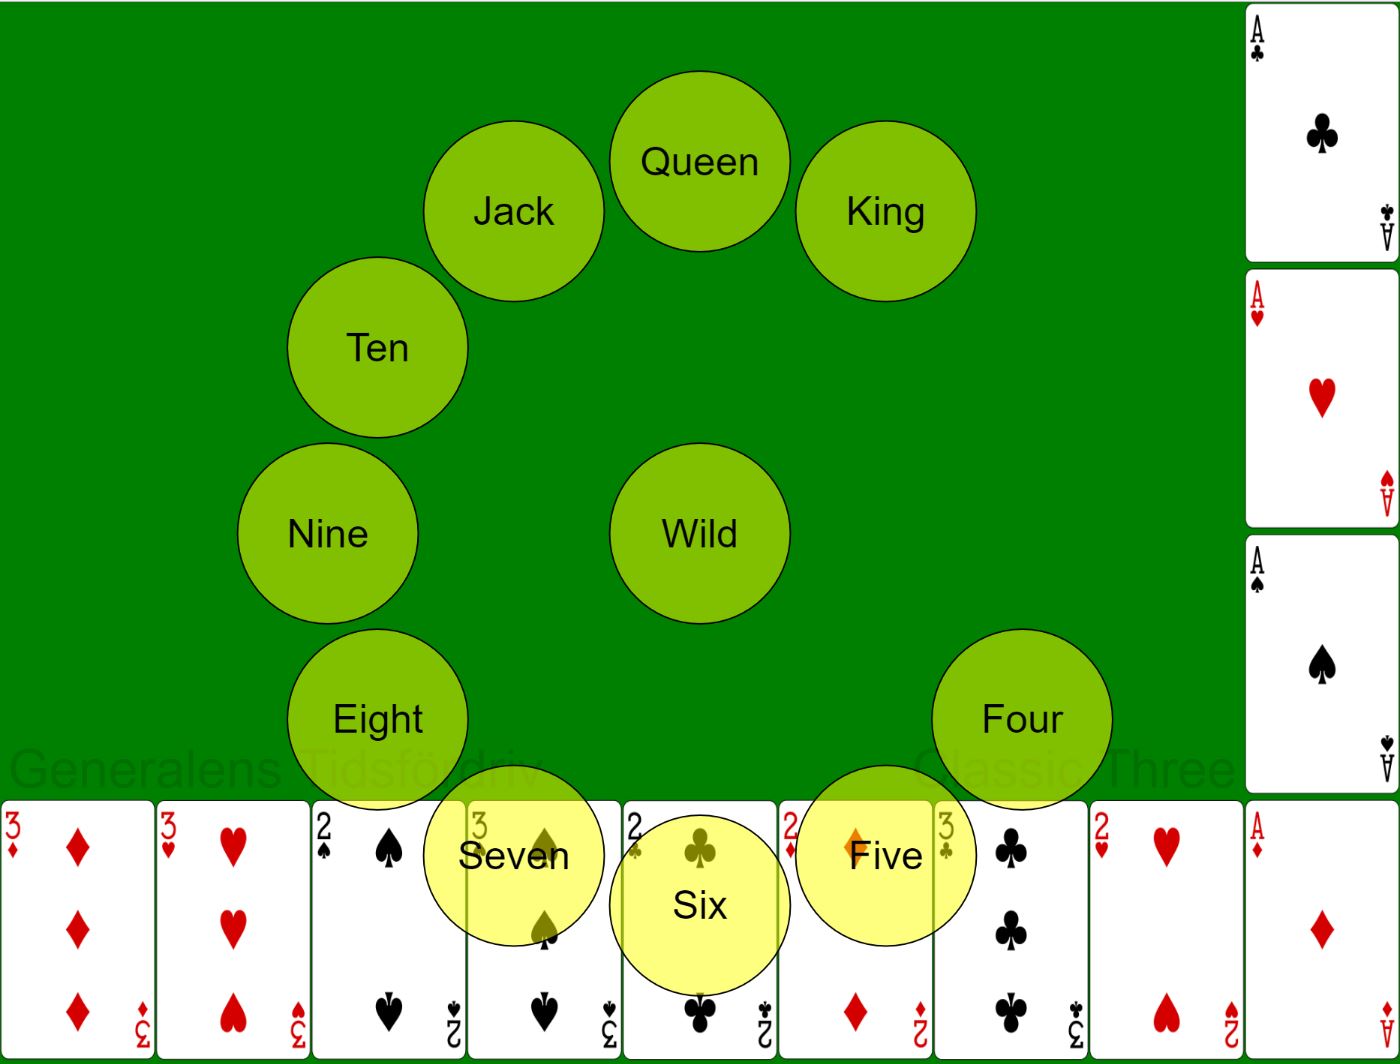 A
A
Queen
Jack
King
A
Ten
A
Nine
Wild
A
Eight
Four
A
Generalens Tidsfördriv
Classic Three
3
3
2
3
2
2
3
2
A
Seven
Five
Six
3
3
2
3
2
2
3
2
A